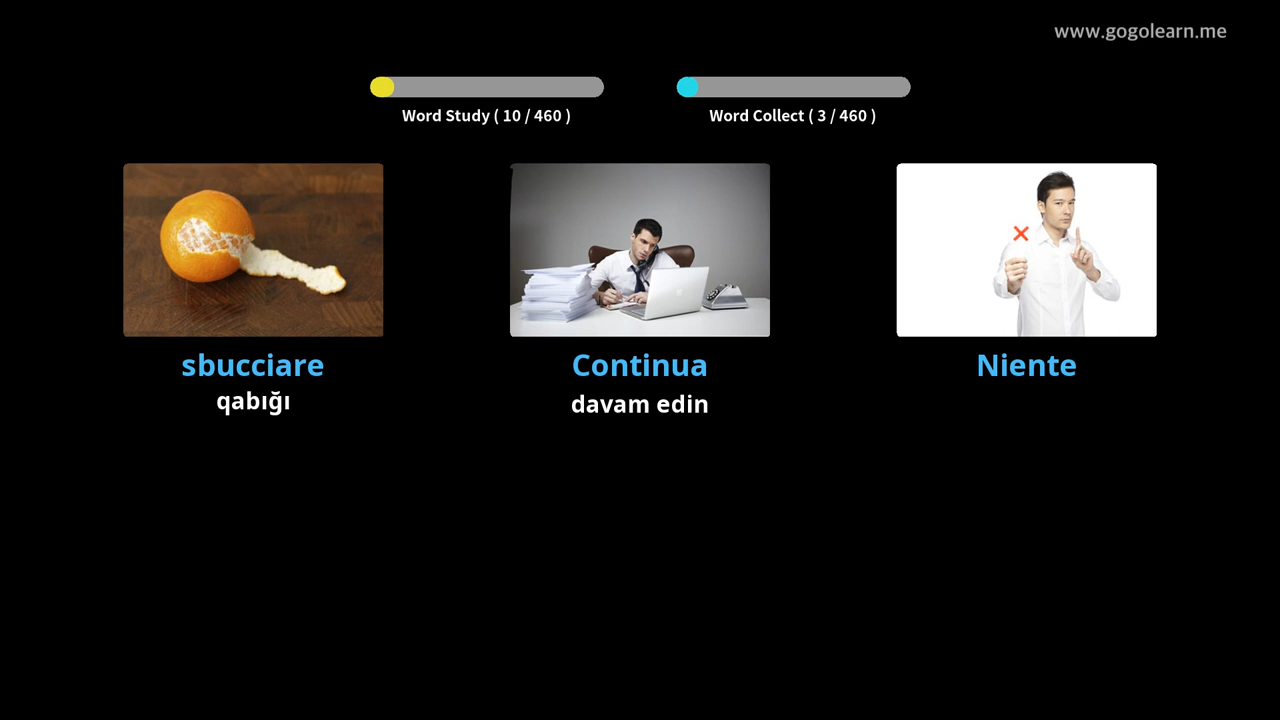 www.gogolearn.me
Word Study ( 10 / 460 )
Word Collect ( 3 / 460 )
sbucciare
qabığı
Continua
davam edin
Niente